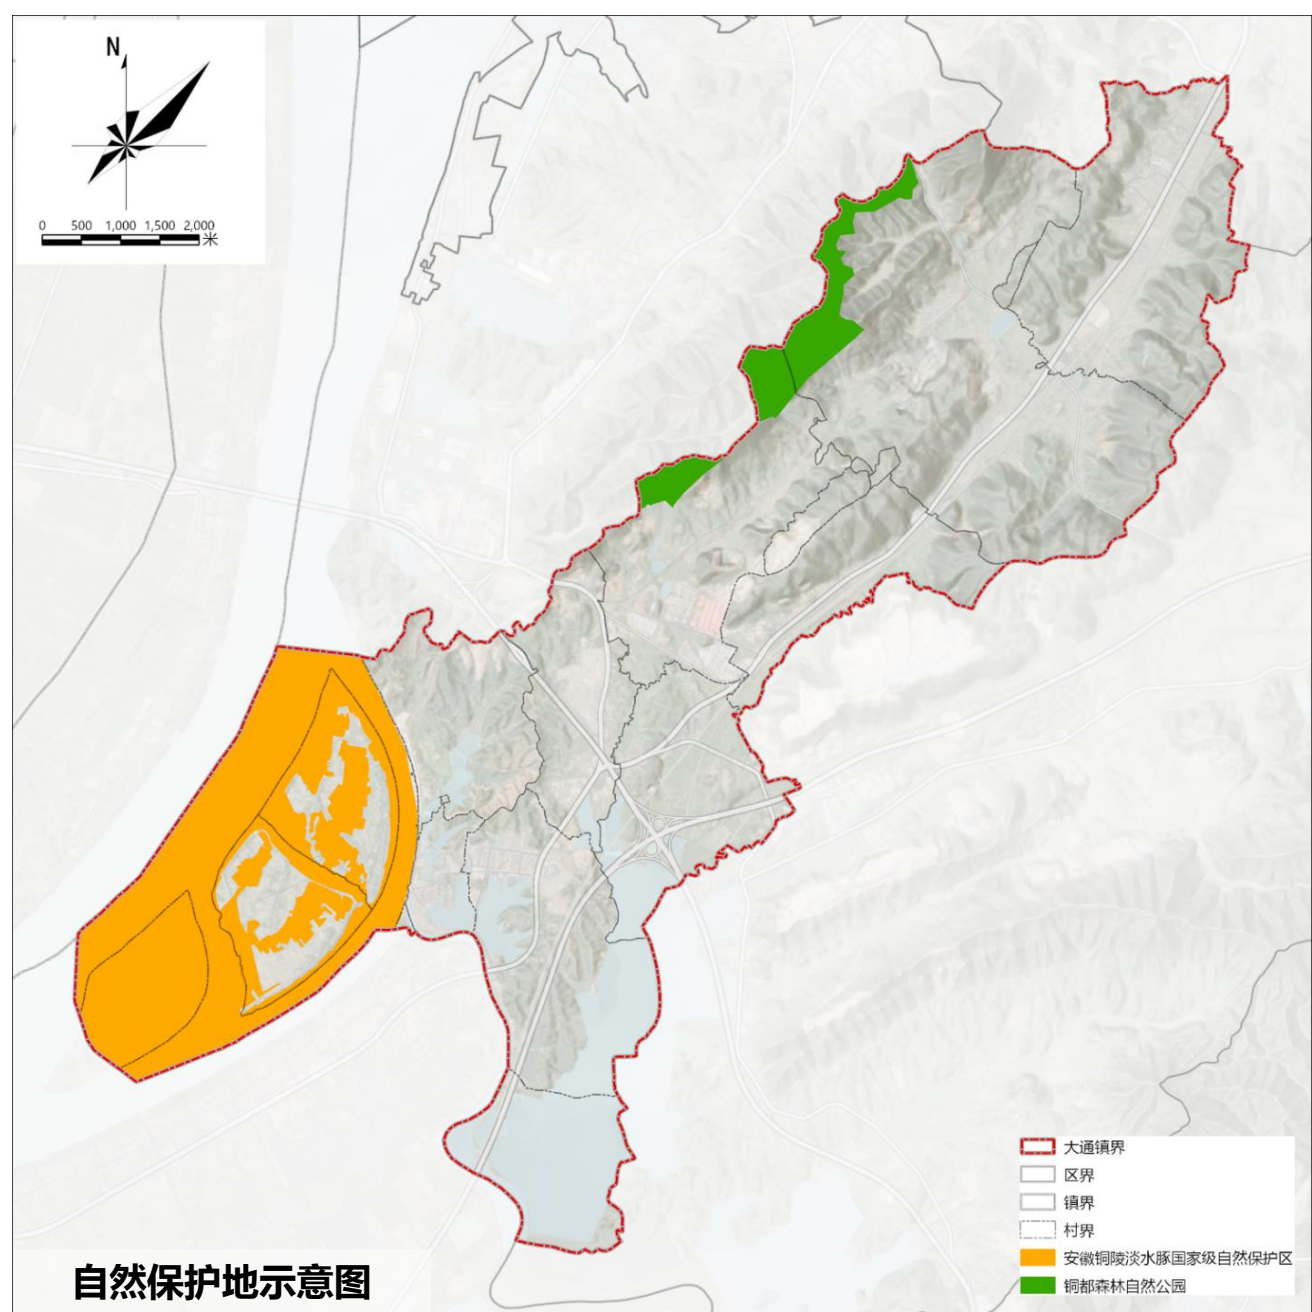 N
0 500 1,000 1,500 2,000
米
大通镇界
区界
镇界
村界
安徽铜陵淡水豚国家级自然保护区
铜都森林自然公园
自然保护地示意图